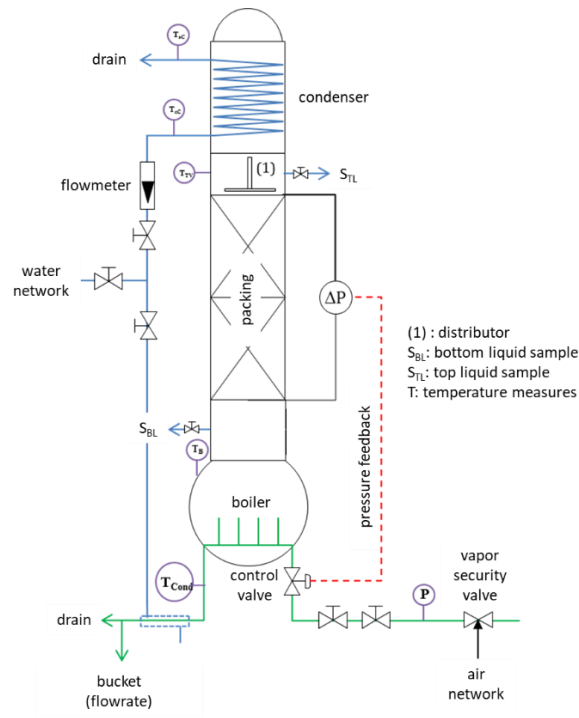 T_eC
drain
condenser
T_eC
(1)
T_TV
S_TL
flowmeter
water
network
packing
ΔP
(1) : distributor
S_BL: bottom liquid sample
S_TL: top liquid sample
T: temperature measures
pressure feedback
S_BL
T_B
boiler
T_Cond
control
valve
vapor
security
valve
P
drain
bucket
(flowrate)
air
network